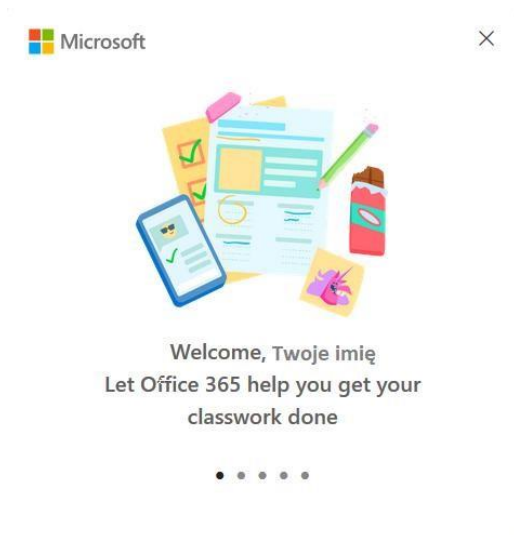 Microsoft
Welcome, Twoje imię
Let Office 365 help you get your
classwork done